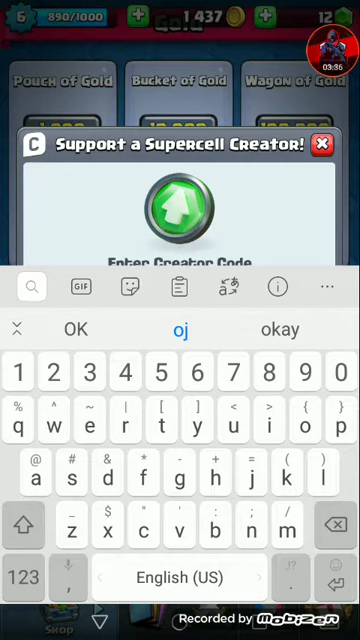 6 890/1000 1 437 12
Gold
03:36
Pouch of Gold Bucket of Gold Wagon of Gold
C Support a Supercell Creator!
Enter Creator Code
GIF
OK oj okay
1 2 3 4 5 6 7 8 9 0
% ^ ~ | [ ] < > { }
q w e r t y u i o p
@ # & * - + = ( )
a s d f g h j k l
_ $ " ' : ; /
z x c v b n m
!?
123 , English (US) .
Shop
Recorded by Mobizen